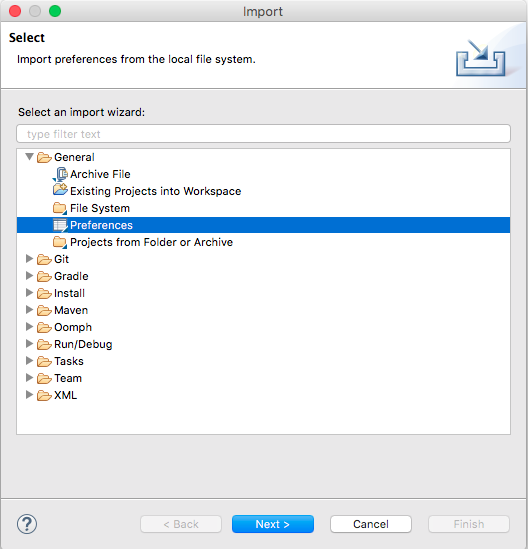 Import
Select
Import preferences from the local file system.
Select an import wizard:
type filter text
General
Archive File
Existing Projects into Workspace
File System
Preferences
Projects from Folder or Archive
Git
Gradle
Install
Maven
Oomph
Run/Debug
Tasks
Team
XML
? < Back Next > Cancel Finish